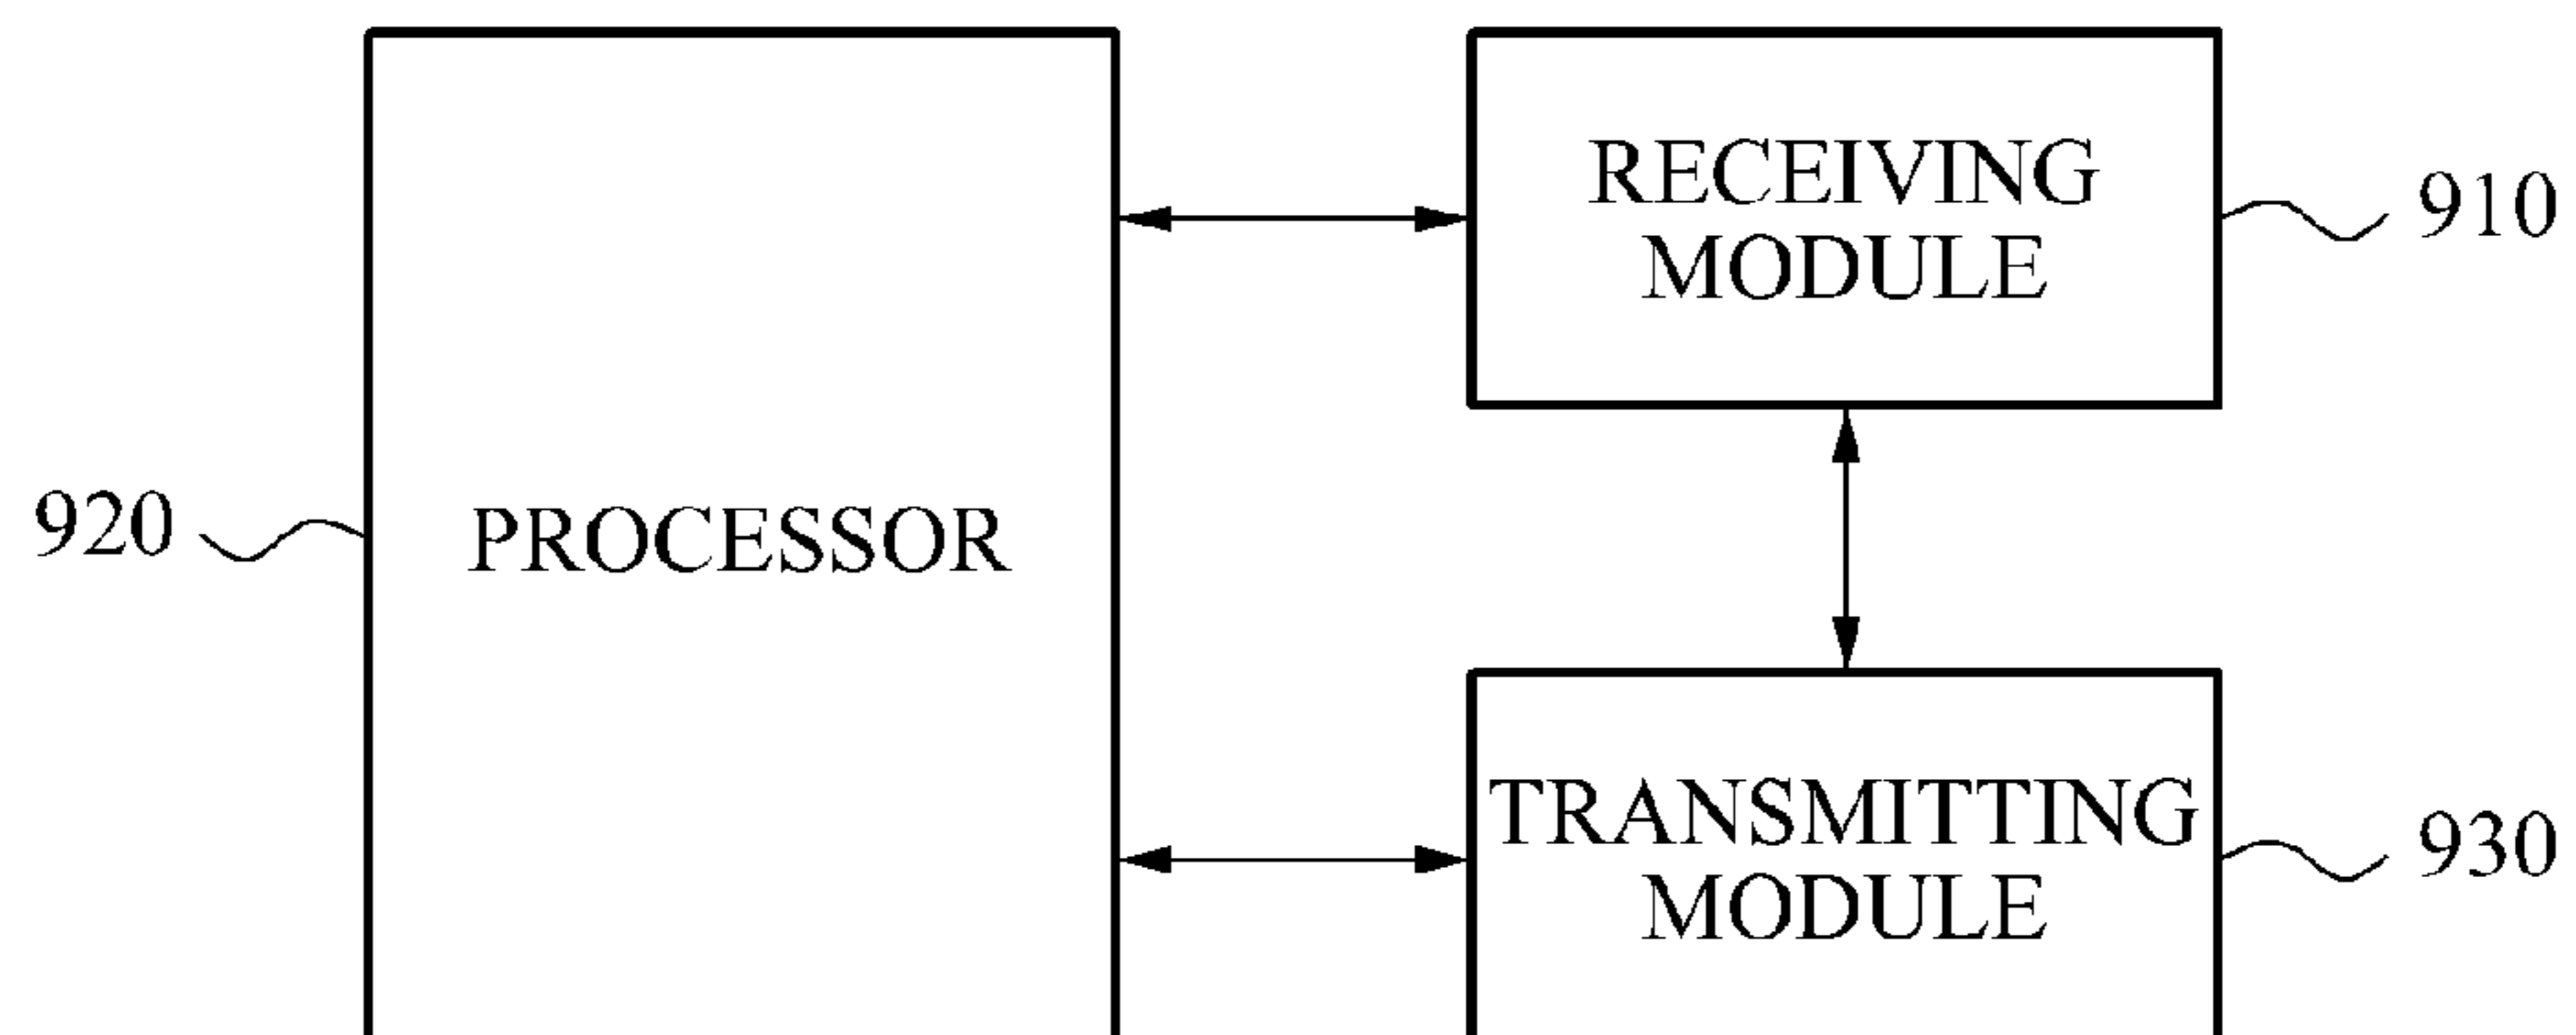 RECEIVING
MODULE
910
920
PROCESSOR
TRANSMITTING
MODULE
930